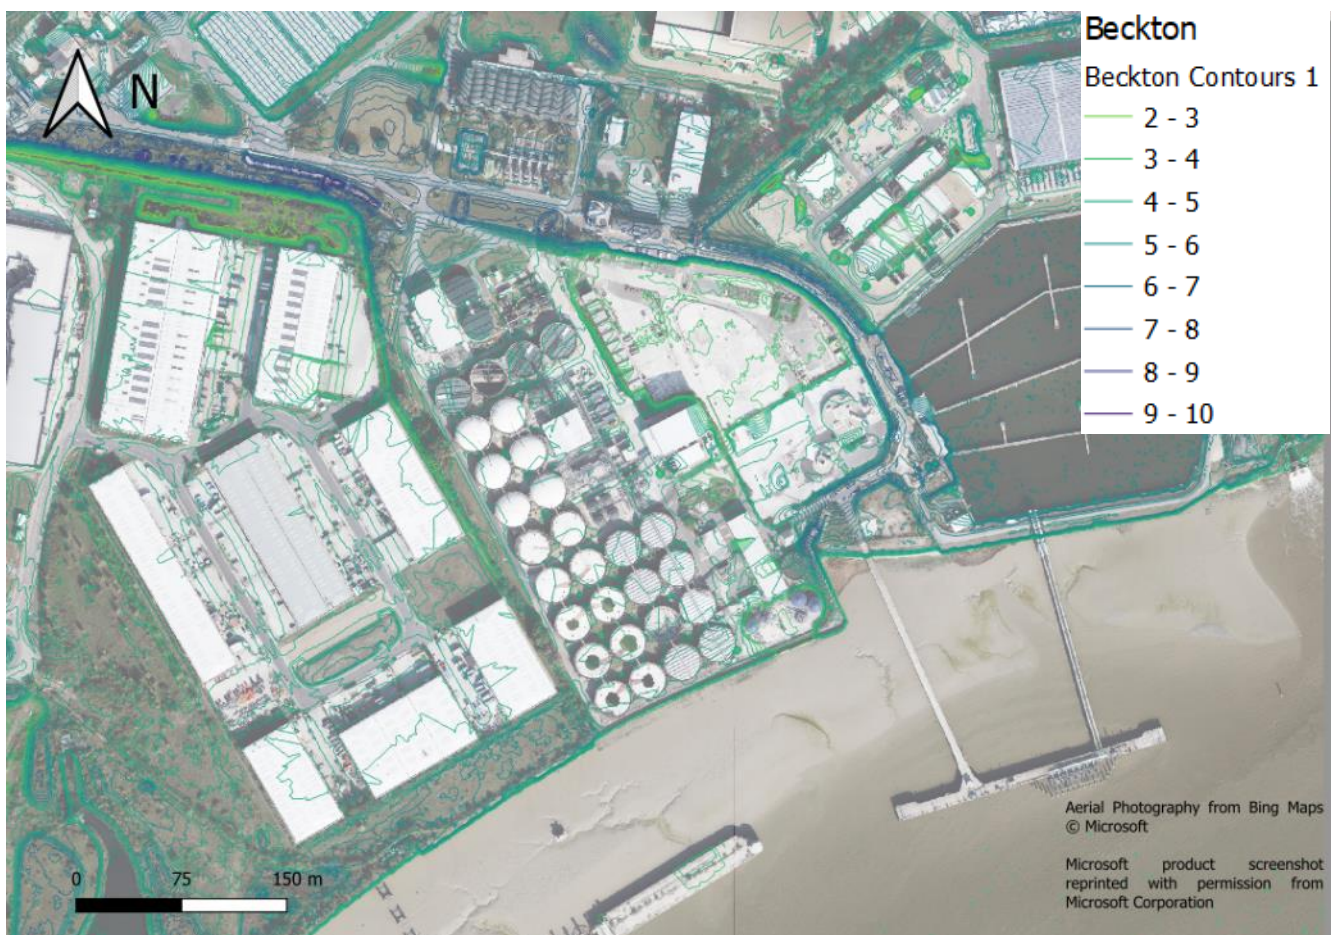 Beckton
Beckton Contours 1
2 - 3
3 - 4
4 - 5
5 - 6
6 - 7
7 - 8
8 - 9
9 - 10
N
0 75 150 m
Aerial Photography from Bing Maps
© Microsoft
Microsoft product screenshot
reprinted with permission from
Microsoft Corporation